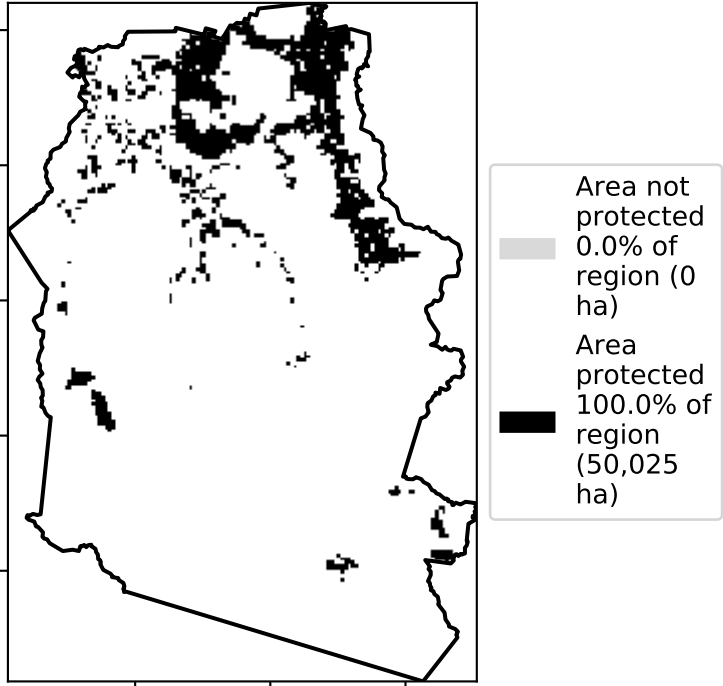 Area not
protected
0.0% of
region (0
ha)
Area
protected
100.0% of
region
(50,025
ha)